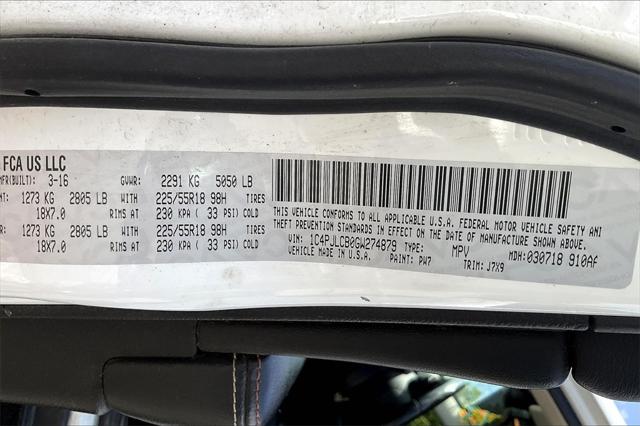 FCA US LLC
MFR(BUILT): 3-16 GVWR: 2291 KG 5050 LB
NT: 1273 KG 2805 LB WITH 225/55R18 98H TIRES
18X7.0 RIMS AT 230 KPA ( 33 PSI) COLD
R: 1273 KG 2805 LB WITH 225/55R18 98H TIRES
18X7.0 RIMS AT 230 KPA ( 33 PSI) COLD
THIS VEHICLE CONFORMS TO ALL APPLICABLE U.S.A. FEDERAL MOTOR VEHICLE SAFETY ANI
THEFT PREVENTION STANDARDS IN EFFECT ON THE DATE OF MANUFACTURE SHOWN ABOVE.
VIN: 1C4PJLCB0GW274879 TYPE: MPV MDH:030718 910AF
VEHICLE MADE IN U.S.A. PAINT: PW7 TRIM: J7X9